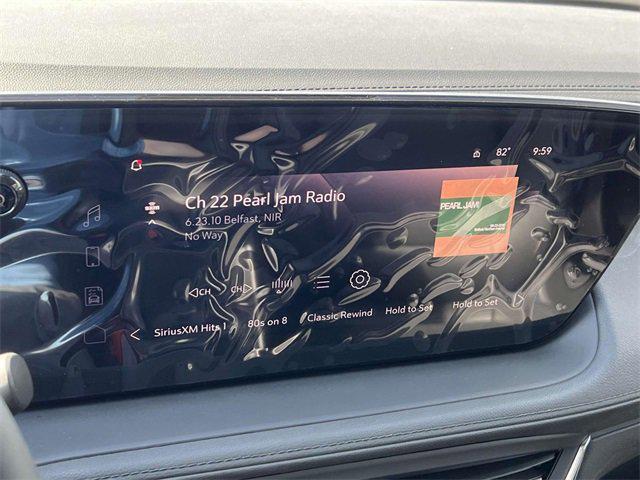 82° 9:59
Ch 22 Pearl Jam Radio
6.23.10 Belfast, NIR
No Way
PEARL JAM
CH CH
SiriusXM Hits 1 80s on 8 Classic Rewind Hold to Set Hold to Set